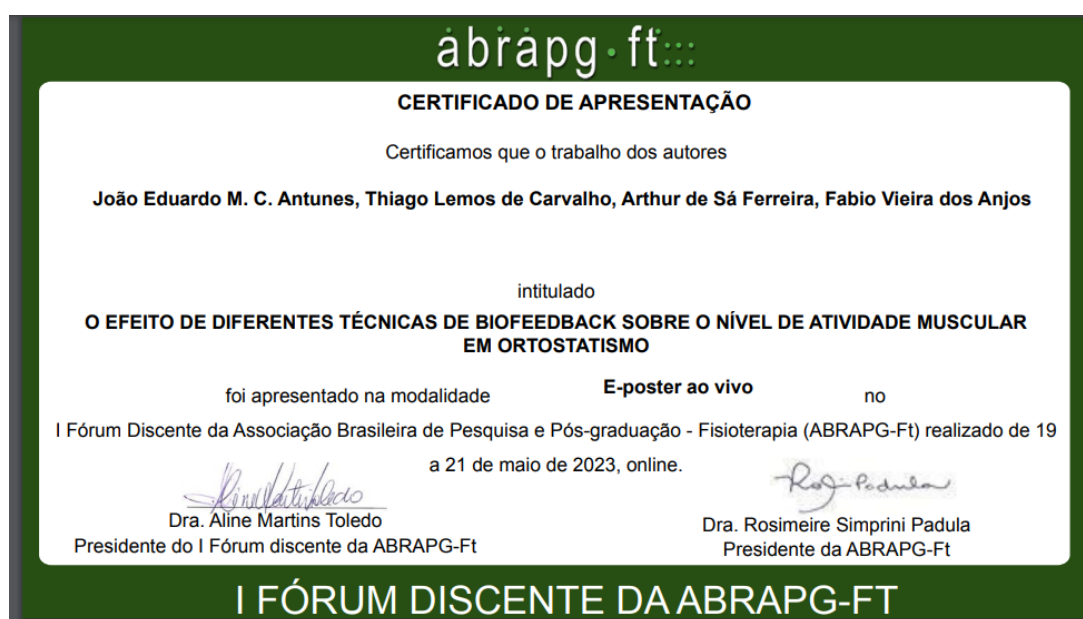 abrapg·ft
CERTIFICADO DE APRESENTAÇÃO
Certificamos que o trabalho dos autores
João Eduardo M. C. Antunes, Thiago Lemos de Carvalho, Arthur de Sá Ferreira, Fabio Vieira dos Anjos
intitulado
O EFEITO DE DIFERENTES TÉCNICAS DE BIOFEEDBACK SOBRE O NÍVEL DE ATIVIDADE MUSCULAR
EM ORTOSTATISMO
foi apresentado na modalidade E-poster ao vivo no
I Fórum Discente da Associação Brasileira de Pesquisa e Pós-graduação - Fisioterapia (ABRAPG-Ft) realizado de 19
a 21 de maio de 2023, online.
Dra. Aline Martins Toledo
Presidente do I Fórum discente da ABRAPG-Ft
Dra. Rosimeire Simprini Padula
Presidente da ABRAPG-Ft
I FÓRUM DISCENTE DA ABRAPG-FT